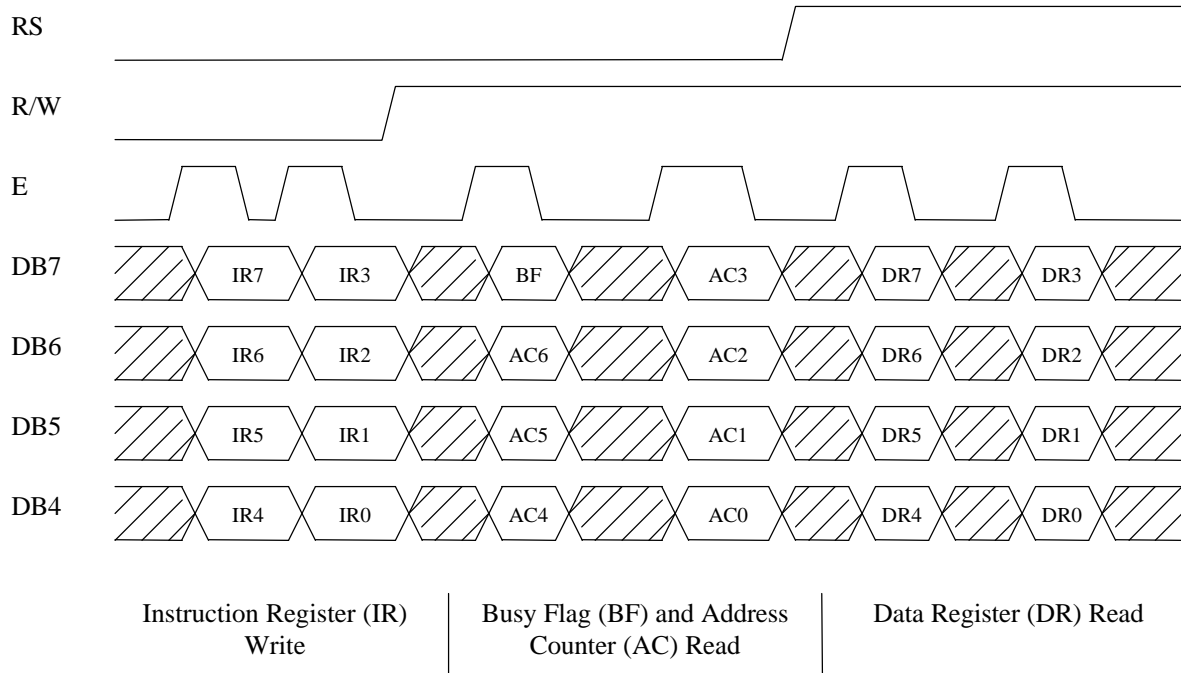 RS
R/W
E
DB7 IR7 IR3 BF AC3 DR7 DR3
DB6 IR6 IR2 AC6 AC2 DR6 DR2
DB5 IR5 IR1 AC5 AC1 DR5 DR1
DB4 IR4 IR0 AC4 AC0 DR4 DR0
Instruction Register (IR)
Write
Busy Flag (BF) and Address
Counter (AC) Read
Data Register (DR) Read